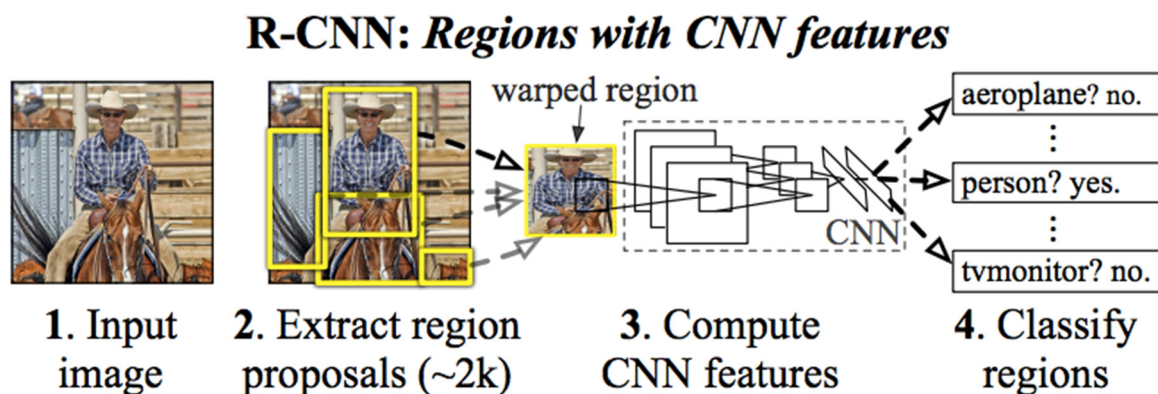 R-CNN: Regions with CNN features
warped region
aeroplane? no.
person? yes.
tvmonitor? no.
CNN
1. Input
image
2. Extract region
proposals (~2k)
3. Compute
CNN features
4. Classify
regions